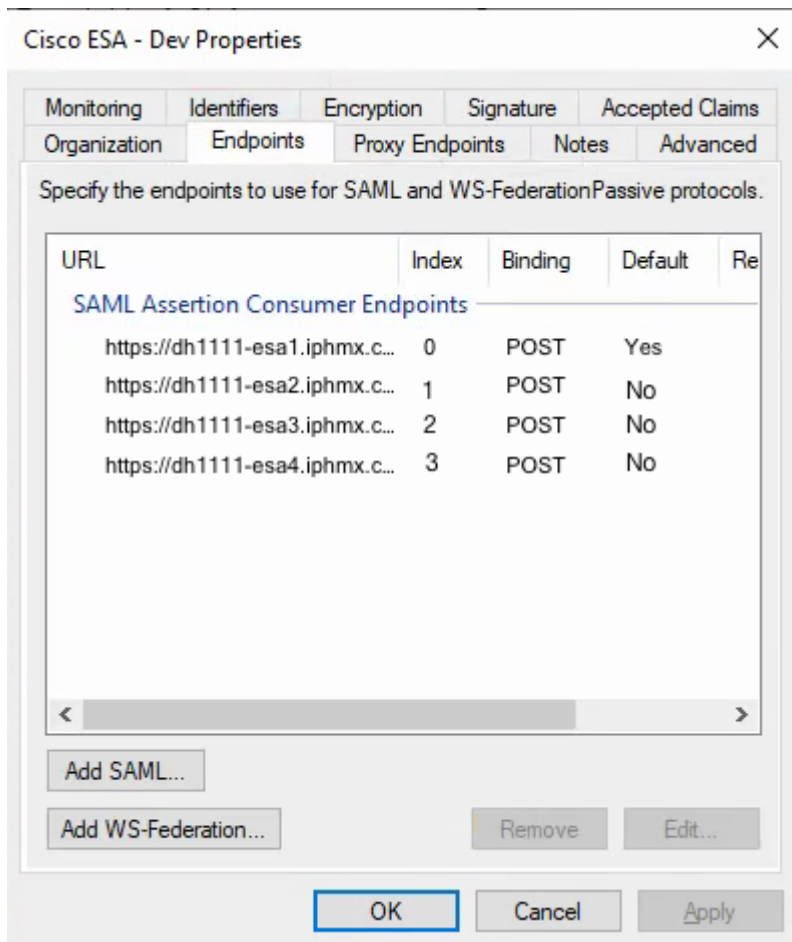 Cisco ESA - Dev Properties
Monitoring Identifiers Encryption Signature Accepted Claims
Organization Endpoints Proxy Endpoints Notes Advanced
Specify the endpoints to use for SAML and WS-FederationPassive protocols.
URL Index Binding Default Re
SAML Assertion Consumer Endpoints
https://dh1111-esa1.iphmx.c... 0 POST Yes
https://dh1111-esa2.iphmx.c... 1 POST No
https://dh1111-esa3.iphmx.c... 2 POST No
https://dh1111-esa4.iphmx.c... 3 POST No
Add SAML...
Add WS-Federation... Remove Edit...
OK Cancel Apply